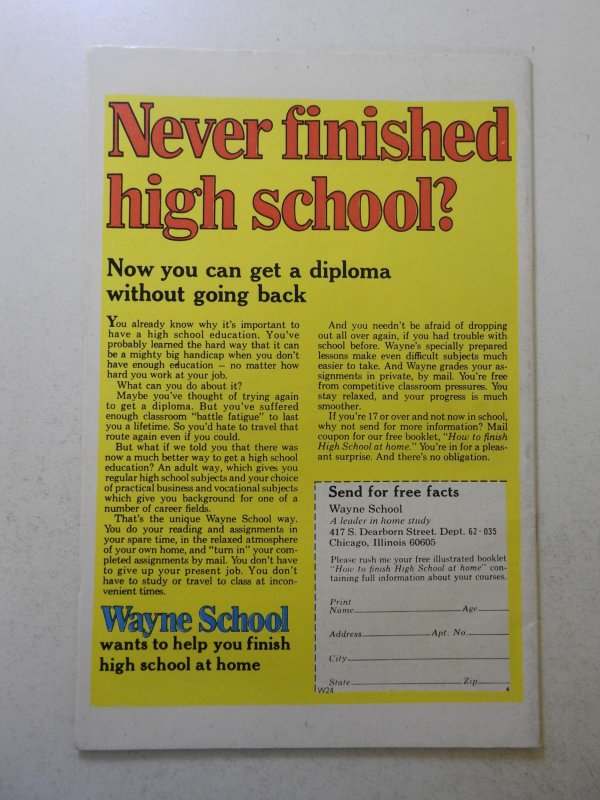 Never finished
high school?
Now you can get a diploma
without going back
You already know why it's important to
have a high school education. You've
probably learned the hard way that it can
be a mighty big handicap when you don't
have enough education – no matter how
hard you work at your job.
What can you do about it?
Maybe you've thought of trying again
to get a diploma. But you've suffered
enough classroom "battle fatigue" to last
you a lifetime. So you'd hate to travel that
route again even if you could.
But what if we told you that there was
now a much better way to get a high school
education? An adult way, which gives you
regular high school subjects and your choice
of practical business and vocational subjects
which give you background for one of a
number of career fields.
That's the unique Wayne School way.
You do your reading and assignments in
your spare time, in the relaxed atmosphere
of your own home, and "turn in" your com-
pleted assignments by mail. You don't have
to give up your present job. You don't
have to study or travel to class at incon-
venient times.
Wayne School
wants to help you finish
high school at home
And you needn't be afraid of dropping
out all over again, if you had trouble with
school before. Wayne's specially prepared
lessons make even difficult subjects much
easier to take. And Wayne grades your as-
signments in private, by mail. You're free
from competitive classroom pressures. You
stay relaxed, and your progress is much
smoother.
If you're 17 or over and not now in school,
why not send for more information? Mail
coupon for our free booklet, "How to finish
High School at home." You're in for a pleas-
ant surprise. And there's no obligation.
Send for free facts
Wayne School
A leader in home study
417 S. Dearborn Street. Dept. 62-035
Chicago, Illinois 60605
Please rush me your free illustrated booklet
"How to finish High School at home" con-
taining full information about your courses.
Print
Name Age
Address Apt. No.
City
State Zip
W24 4